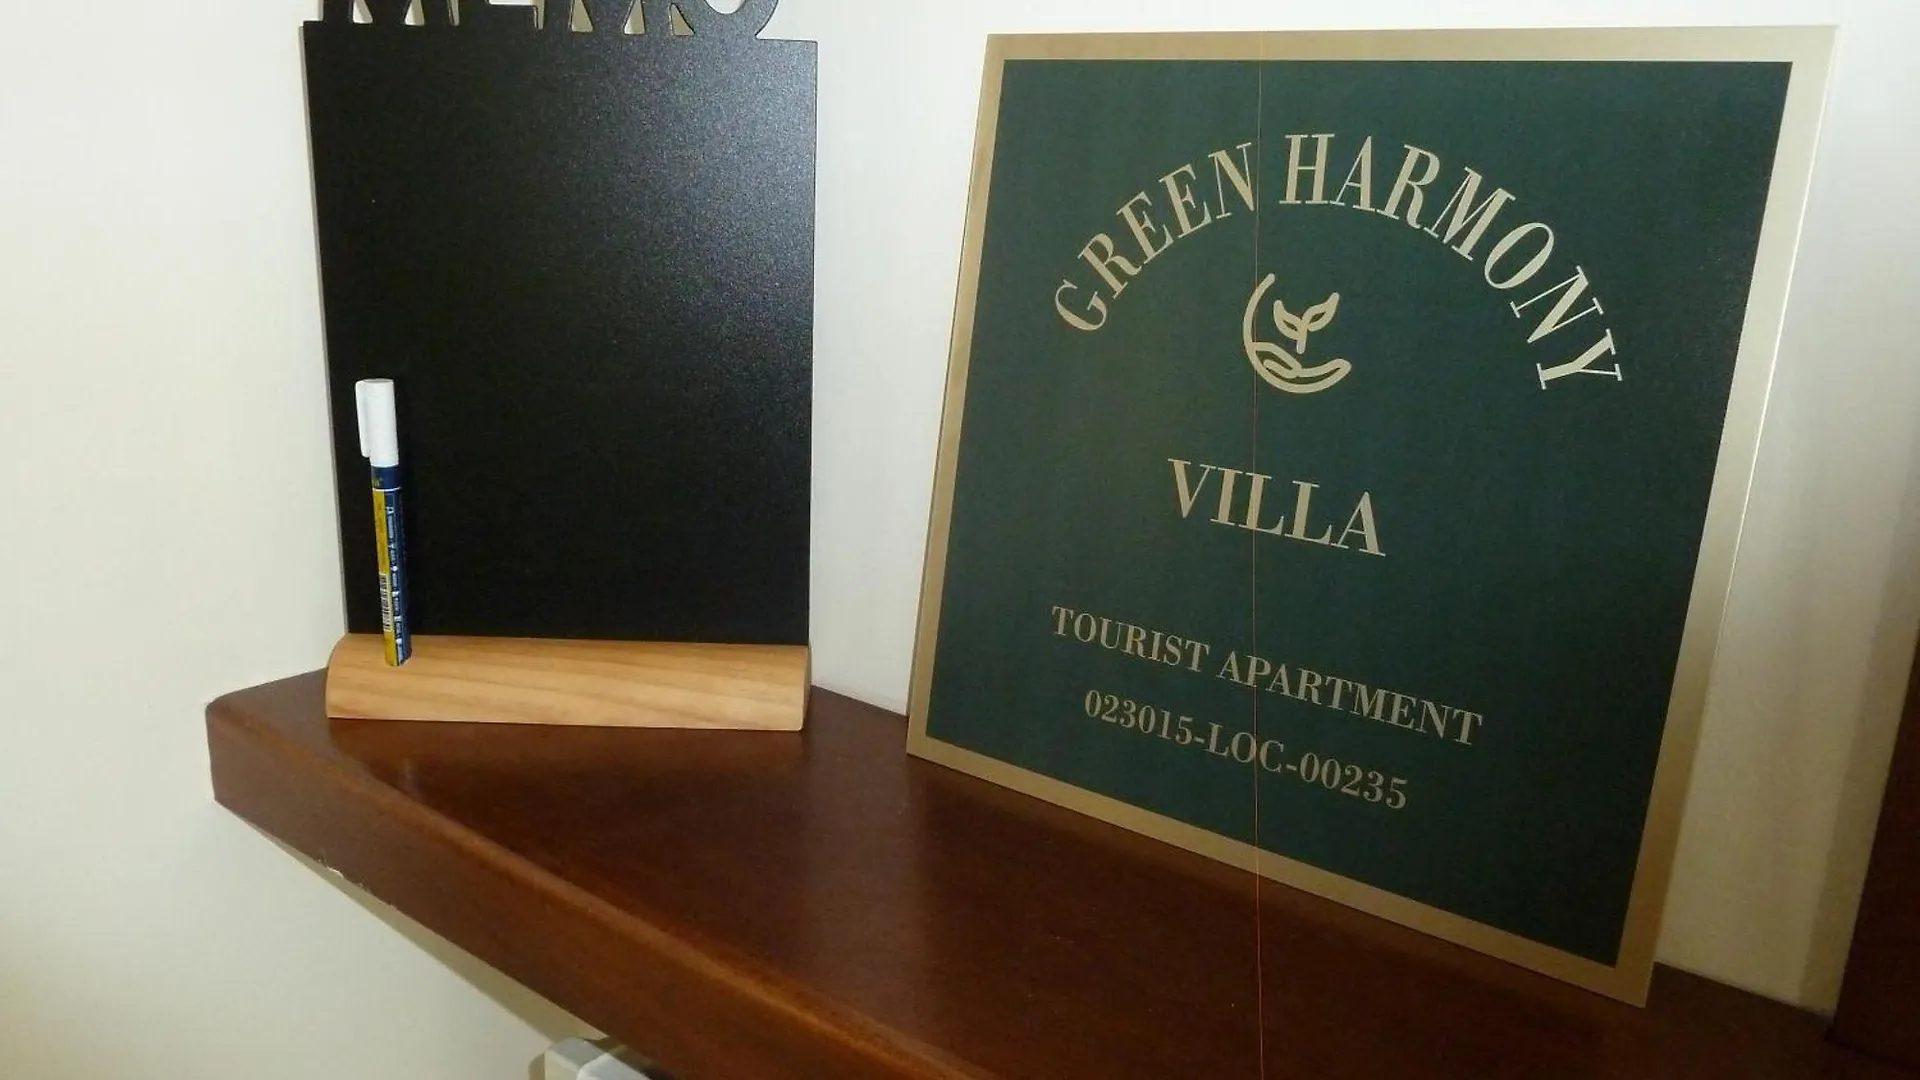 GREEN HARMONY
VILLA
TOURIST APARTMENT
023015-LOC-00235